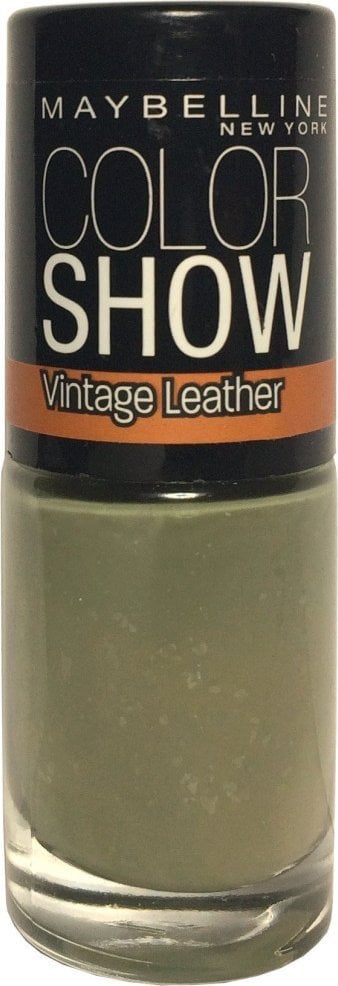 MAYBELLINE
NEW YORK
COLOR
SHOW
Vintage Leather